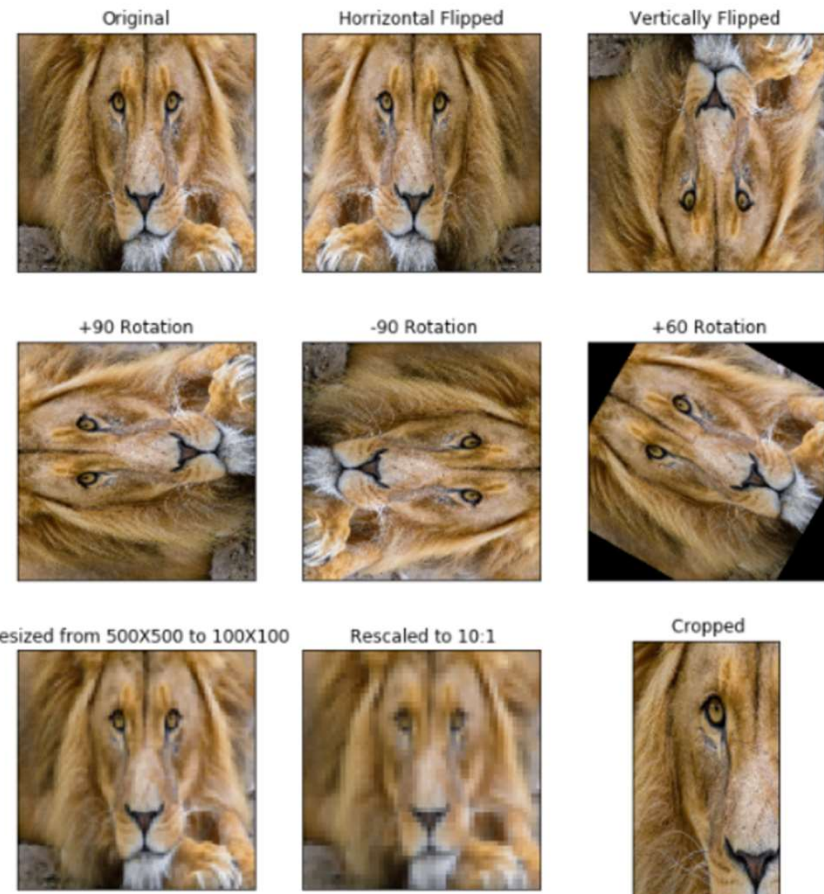 Original
Horrizontal Flipped
Vertically Flipped
+90 Rotation
-90 Rotation
+60 Rotation
esized from 500X500 to 100X100
Rescaled to 10:1
Cropped